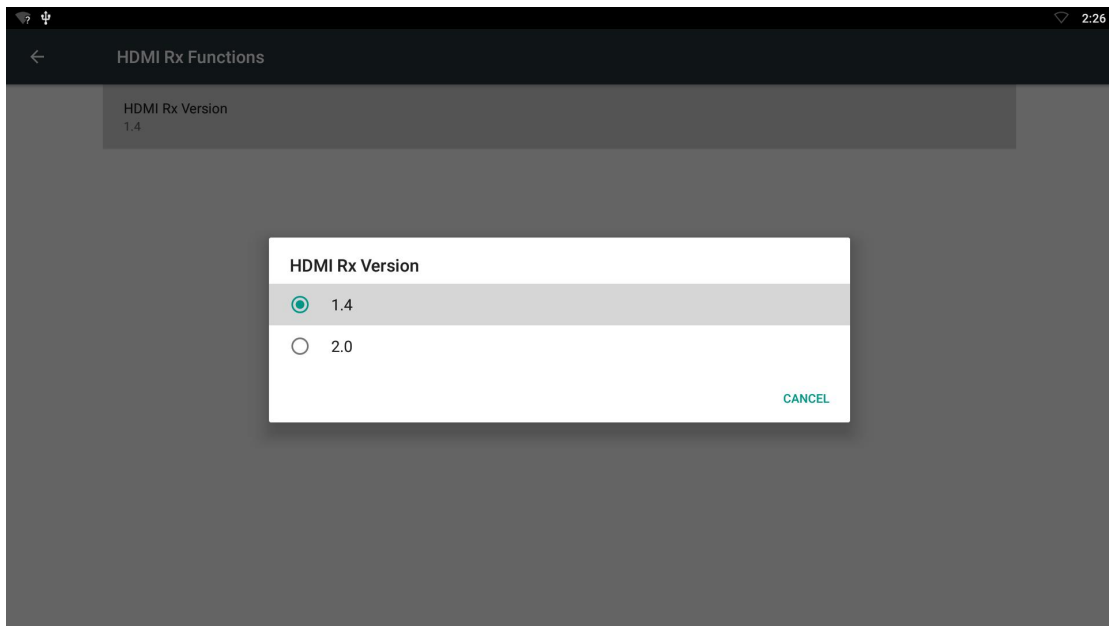 2:26
HDMI Rx Functions
HDMI Rx Version
1.4
HDMI Rx Version
1.4
2.0
CANCEL